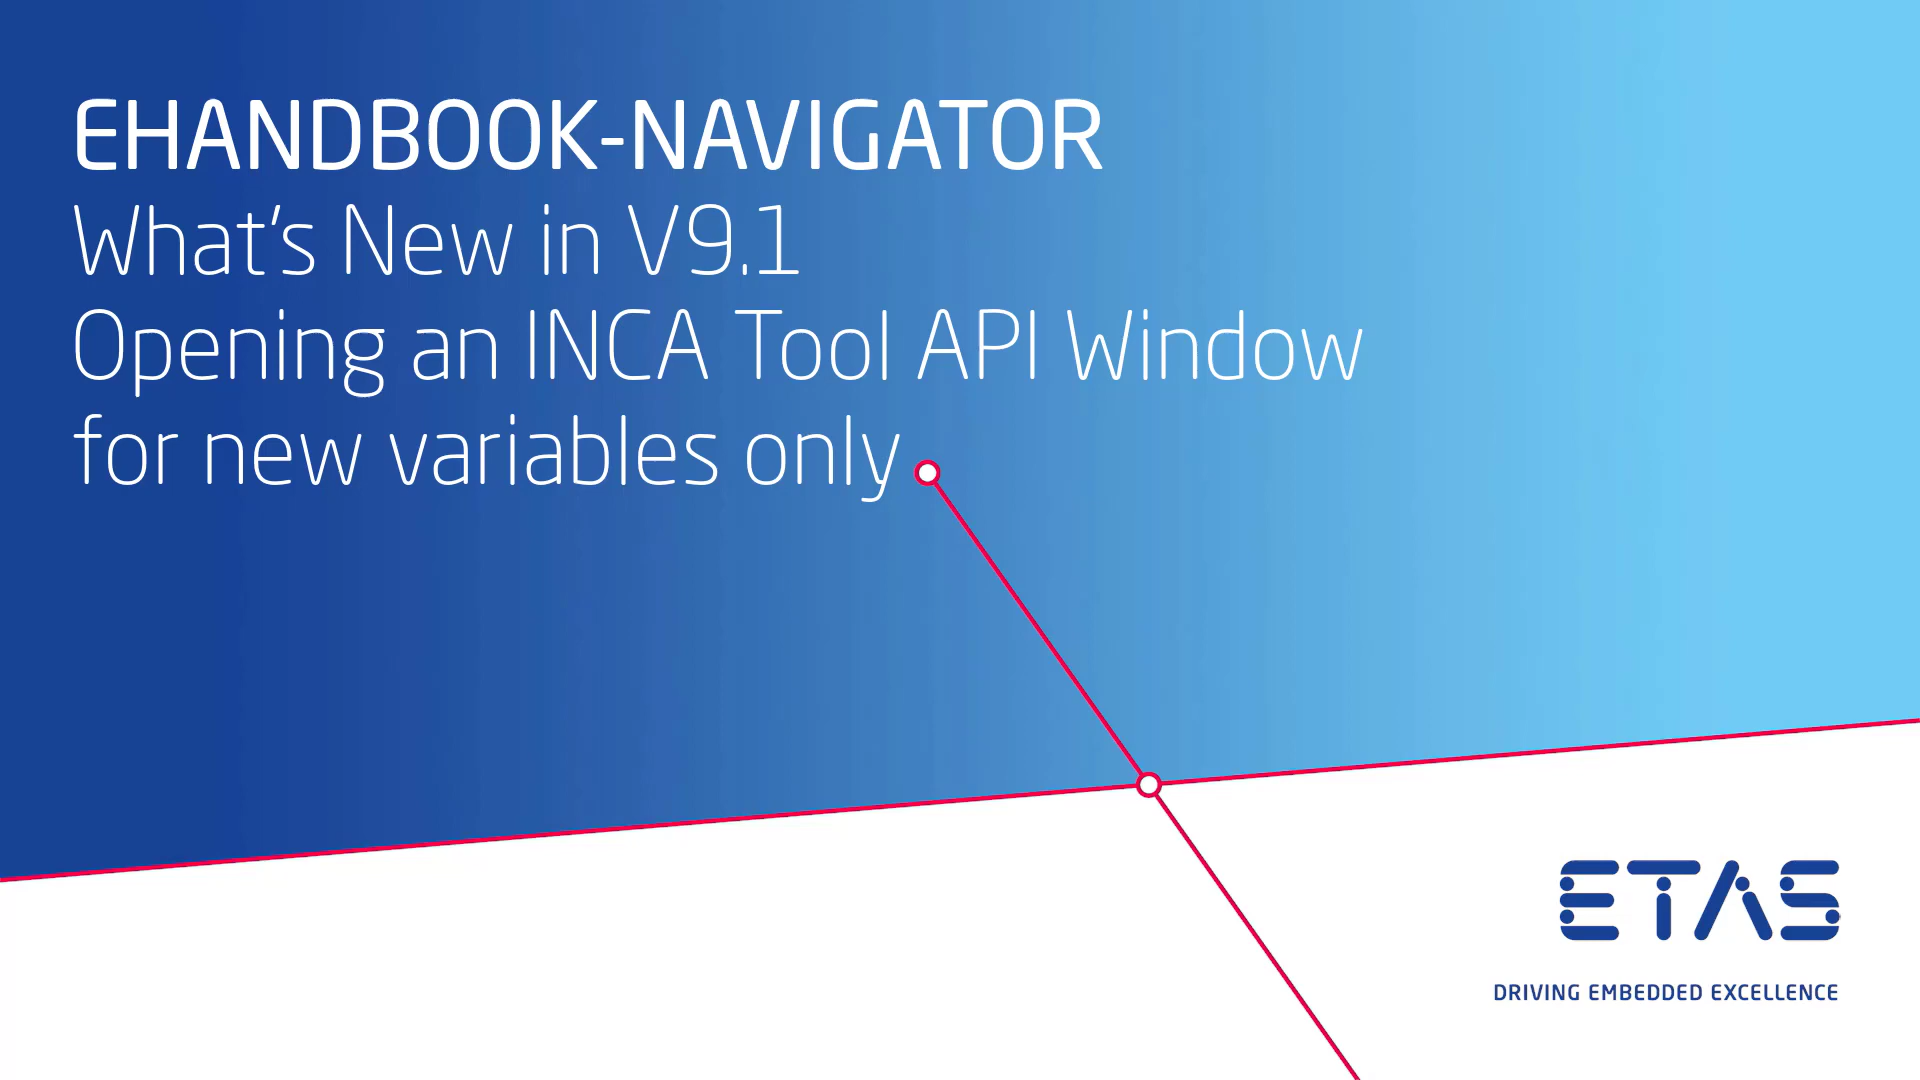 EHANDBOOK-NAVIGATOR
What's New in V9.1
Opening an INCA Tool API Window
for new variables only
ETAS
DRIVING EMBEDDED EXCELLENCE